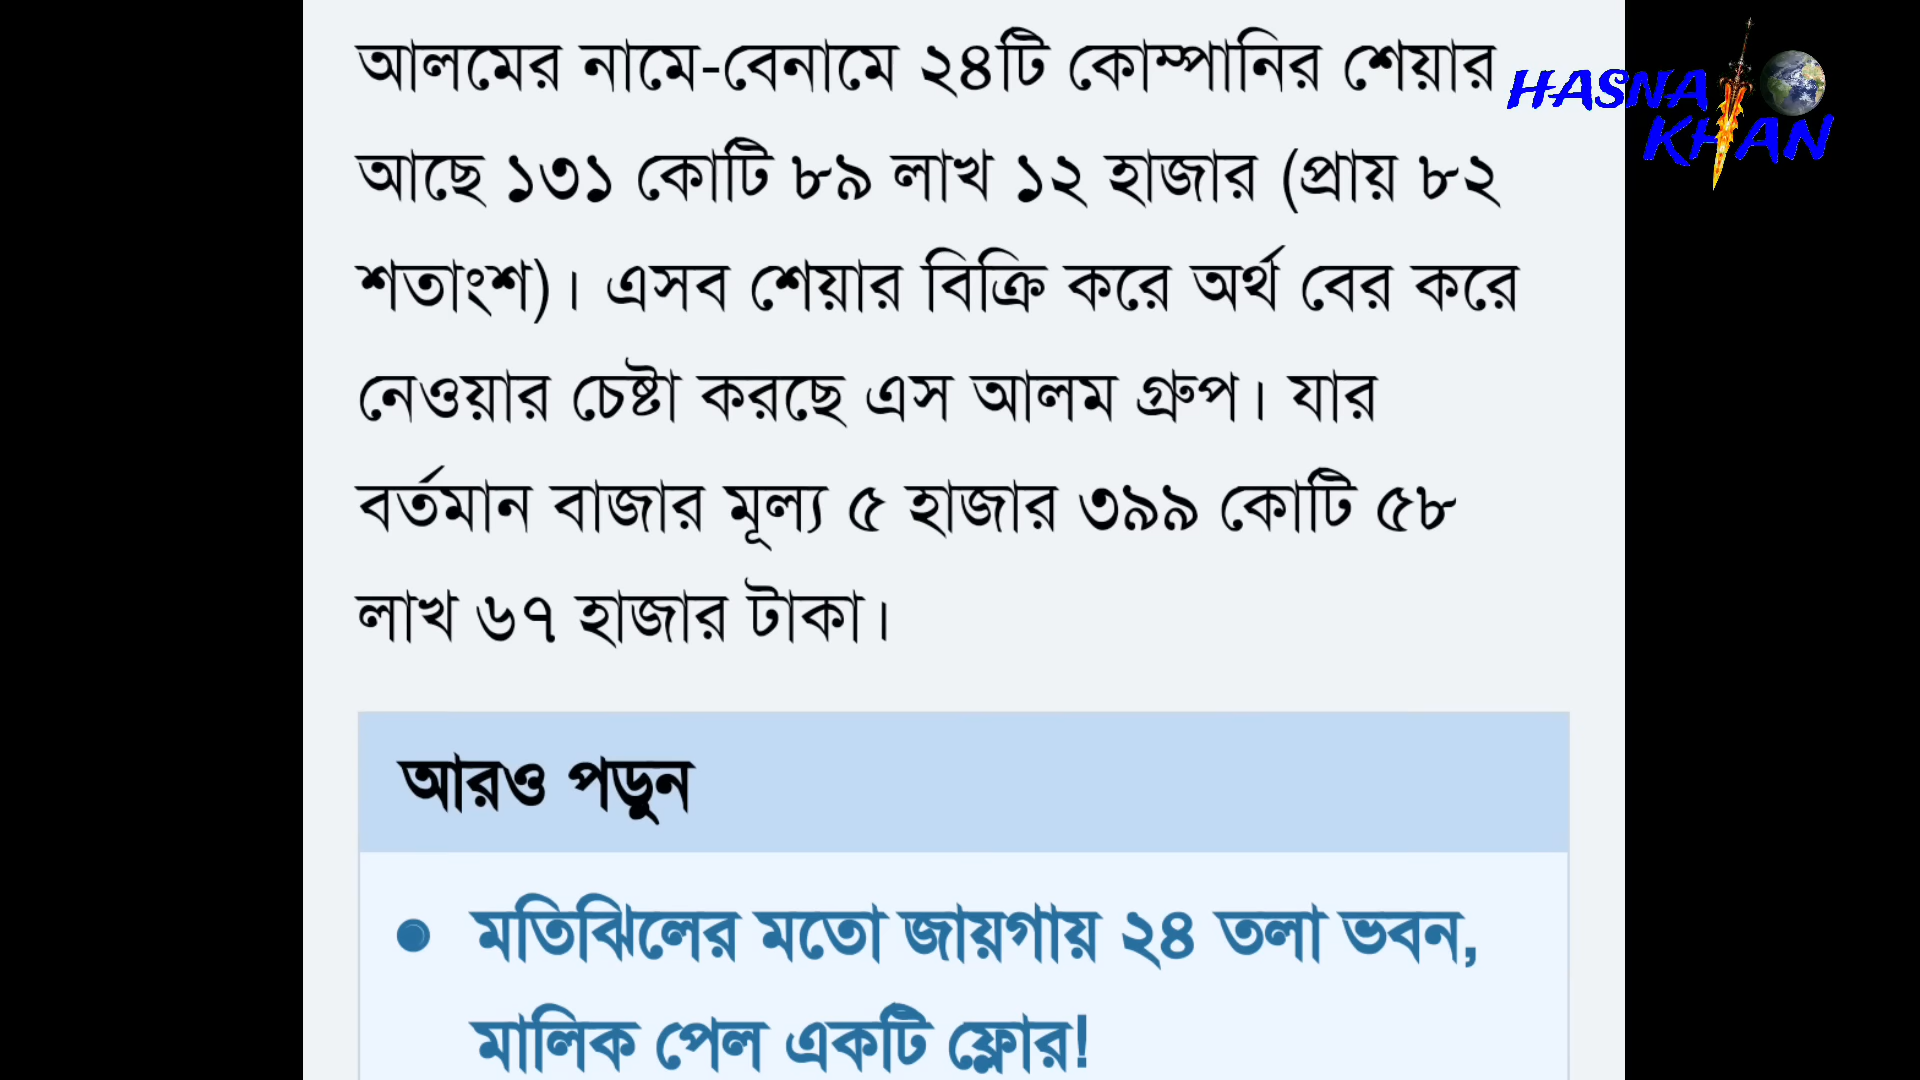 আলমের নামে-বেনামে ২৪টি কোম্পানির শেয়ার
আছে ১৩১ কোটি ৮৯ লাখ ১২ হাজার (প্রায় ৮২
শতাংশ)। এসব শেয়ার বিক্রি করে অর্থ বের করে
নেওয়ার চেষ্টা করছে এস আলম গ্রুপ। যার
বর্তমান বাজার মূল্য ৫ হাজার ৩৯৯ কোটি ৫৮
লাখ ৬৭ হাজার টাকা।
আরও পড়ুন
মতিঝিলের মতো জায়গায় ২৪ তলা ভবন,
মালিক পেল একটি ফ্লোর!
HASNA
KHAN